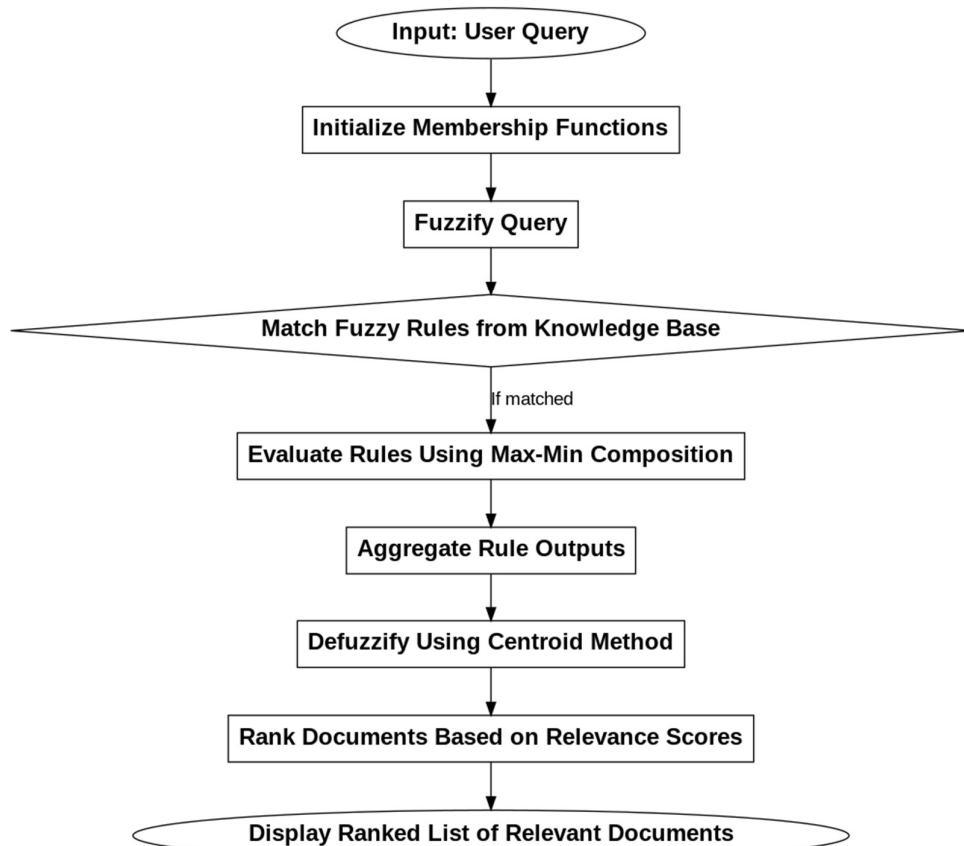 Input: User Query
Initialize Membership Functions
Fuzzify Query
Match Fuzzy Rules from Knowledge Base
If matched
Evaluate Rules Using Max-Min Composition
Aggregate Rule Outputs
Defuzzify Using Centroid Method
Rank Documents Based on Relevance Scores
Display Ranked List of Relevant Documents